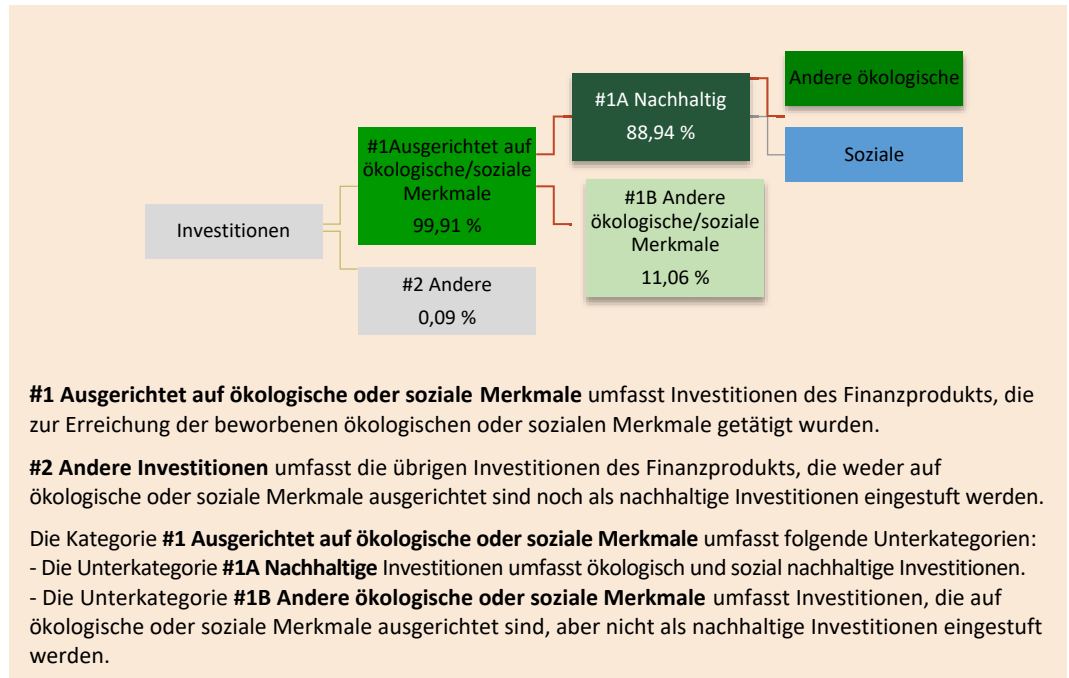 Andere ökologische
#1A Nachhaltig
88,94 %
Soziale
#1Ausgerichtet auf
ökologische/soziale
Merkmale
99,91 %
#1B Andere
ökologische/soziale
Merkmale
11,06 %
Investitionen
#2 Andere
0,09 %
#1 Ausgerichtet auf ökologische oder soziale Merkmale umfasst Investitionen des Finanzprodukts, die
zur Erreichung der beworbenen ökologischen oder sozialen Merkmale getätigt wurden.
#2 Andere Investitionen umfasst die übrigen Investitionen des Finanzprodukts, die weder auf
ökologische oder soziale Merkmale ausgerichtet sind noch als nachhaltige Investitionen eingestuft werden.
Die Kategorie #1 Ausgerichtet auf ökologische oder soziale Merkmale umfasst folgende Unterkategorien:
- Die Unterkategorie #1A Nachhaltige Investitionen umfasst ökologisch und sozial nachhaltige Investitionen.
- Die Unterkategorie #1B Andere ökologische oder soziale Merkmale umfasst Investitionen, die auf
ökologische oder soziale Merkmale ausgerichtet sind, aber nicht als nachhaltige Investitionen eingestuft
werden.